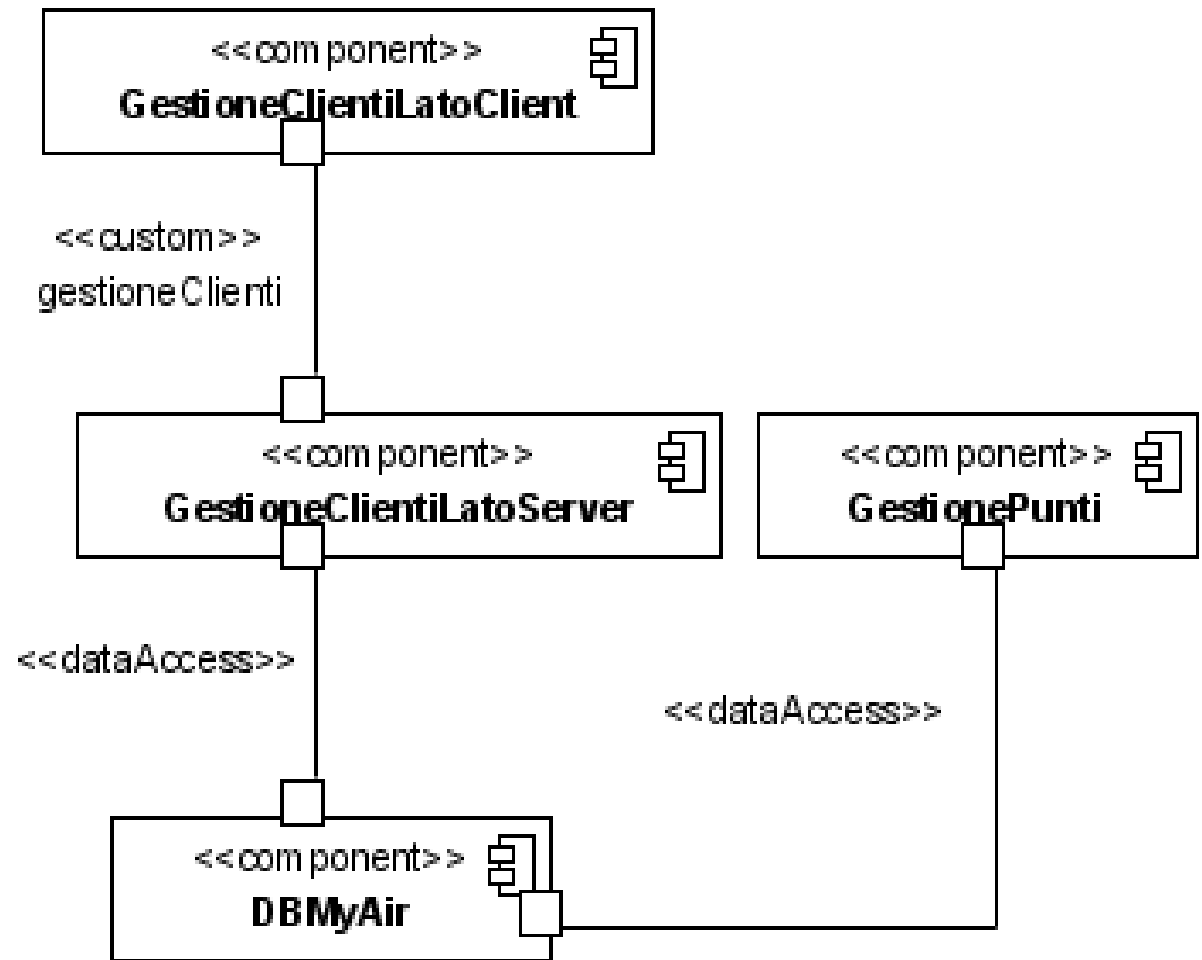 <<component>>
GestioneClientiLatoClient
<<custom>>
gestioneClienti
<<component>>
GestioneClientiLatoServer
<<component>>
GestionePunti
<<dataAccess>>
<<dataAccess>>
<<component>>
DBMyAir